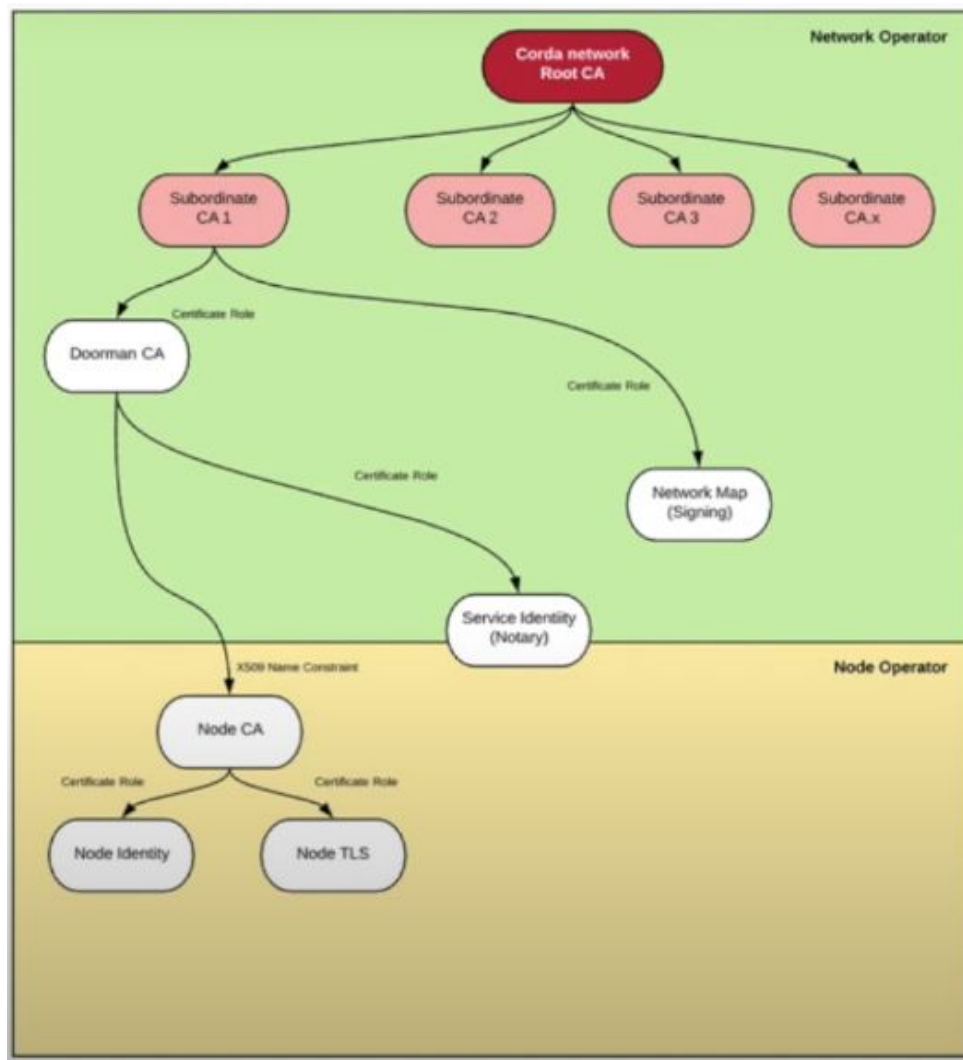 Network Operator
Corda network
Root CA
Subordinate
CA 1
Subordinate
CA 2
Subordinate
CA 3
Subordinate
CA.x
Certificate Role
Doorman CA
Certificate Role
Certificate Role
Network Map
(Signing)
Service Identiity
(Notary)
X509 Name Constraint
Node Operator
Node CA
Certificate Role
Certificate Role
Node Identity
Node TLS